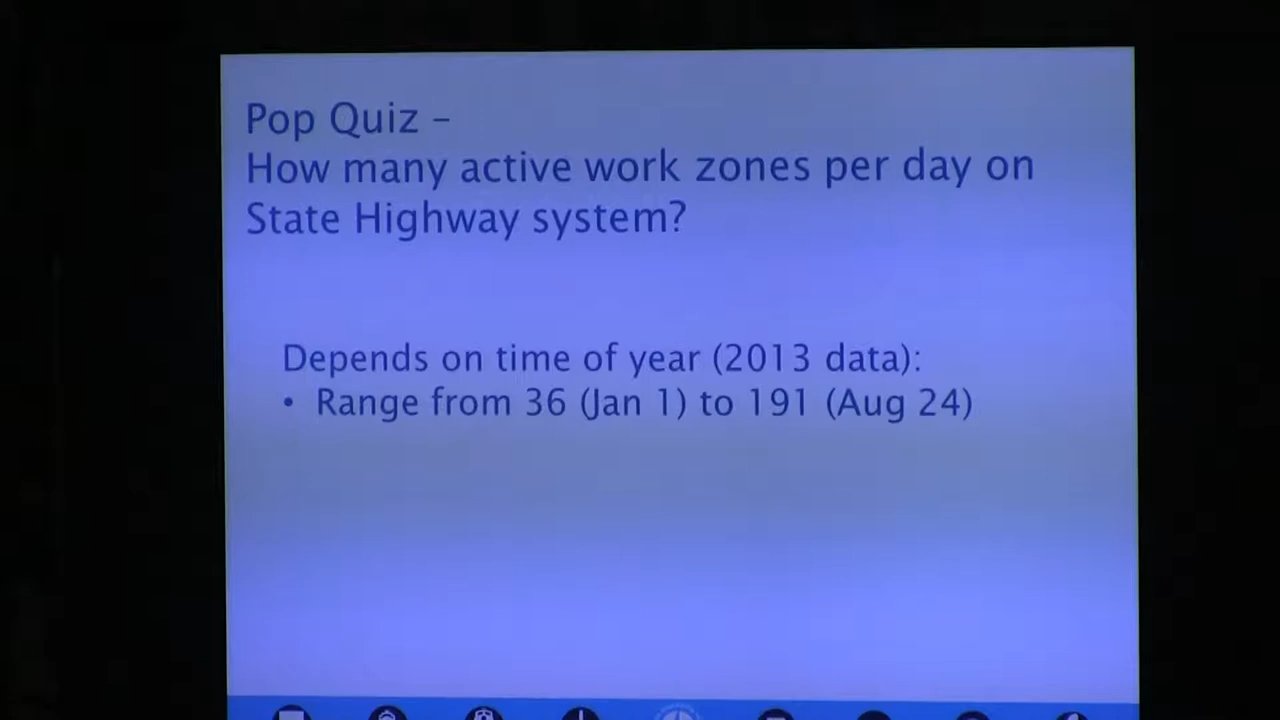 Pop Quiz –
How many active work zones per day on
State Highway system?
Depends on time of year (2013 data):
• Range from 36 (Jan 1) to 191 (Aug 24)